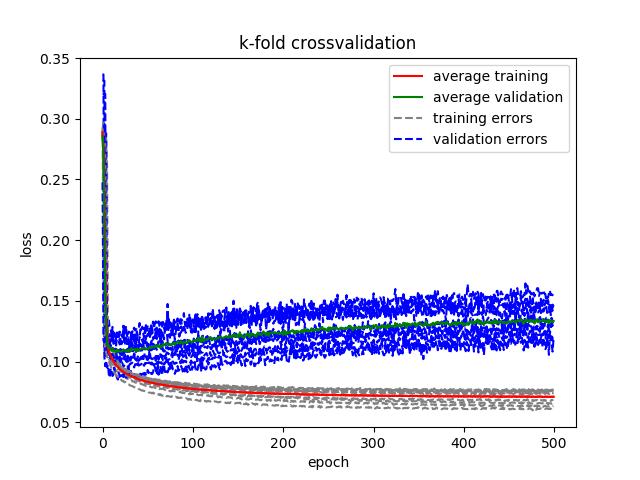 k-fold crossvalidation
0.35
0.30
0.25
0.20
0.15
0.10
0.05
loss
average training
average validation
training errors
validation errors
0 100 200 300 400 500
epoch